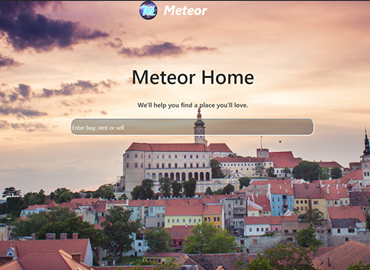 Meteor
Meteor Home
We'll help you find a place you'll love.
Enter buy, rent or sell